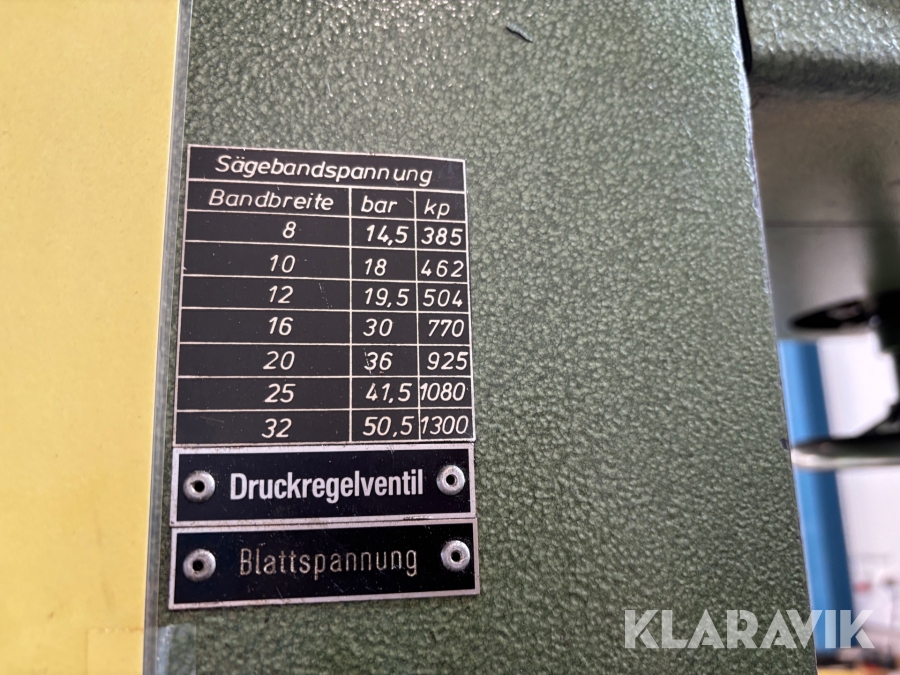 Sägebandspannung
Bandbreite bar kp
8 14,5 385
10 18 462
12 19,5 504
16 30 770
20 36 925
25 41,5 1080
32 50,5 1300
Druckregelventil
Blattspannung
KLARAVIK